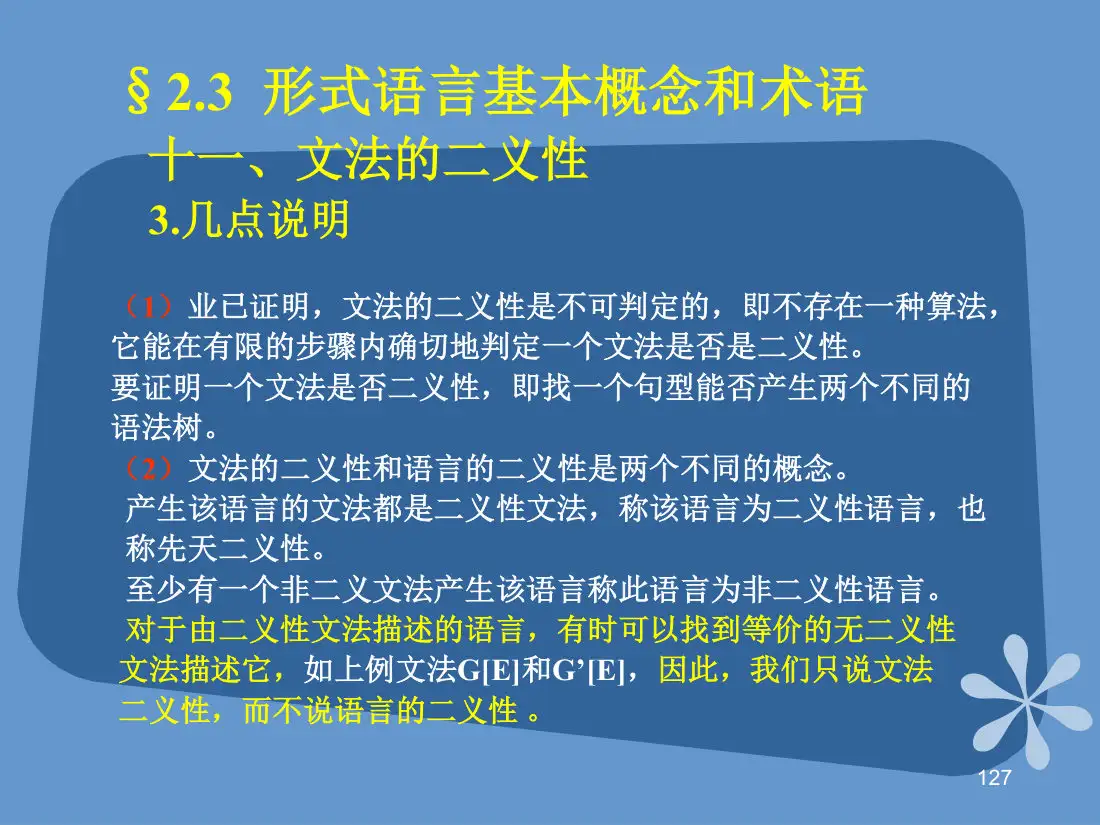 §2.3 形式语言基本概念和术语
十一、文法的二义性
3.几点说明
（1）业已证明，文法的二义性是不可判定的，即不存在一种算法，
它能在有限的步骤内确切地判定一个文法是否是二义性。
要证明一个文法是否二义性，即找一个句型能否产生两个不同的
语法树。
（2）文法的二义性和语言的二义性是两个不同的概念。
产生该语言的文法都是二义性文法，称该语言为二义性语言，也
称先天二义性。
至少有一个非二义文法产生该语言称此语言为非二义性语言。
对于由二义性文法描述的语言，有时可以找到等价的无二义性
文法描述它，如上例文法G[E]和G’[E]，因此，我们只说文法
二义性，而不说语言的二义性 。
127